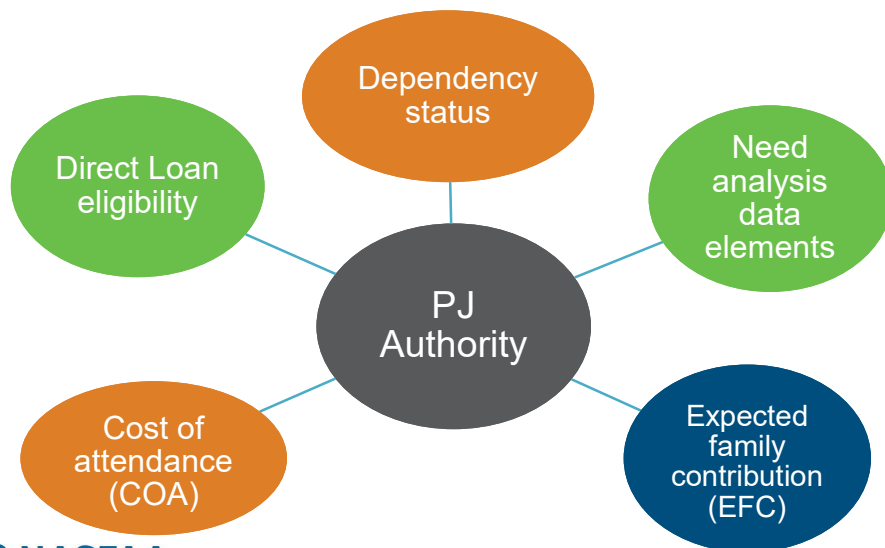 Dependency
status
Direct Loan
eligibility
Need
analysis
data
elements
PJ
Authority
Cost of
attendance
(COA)
Expected
family
contribution
(EFC)